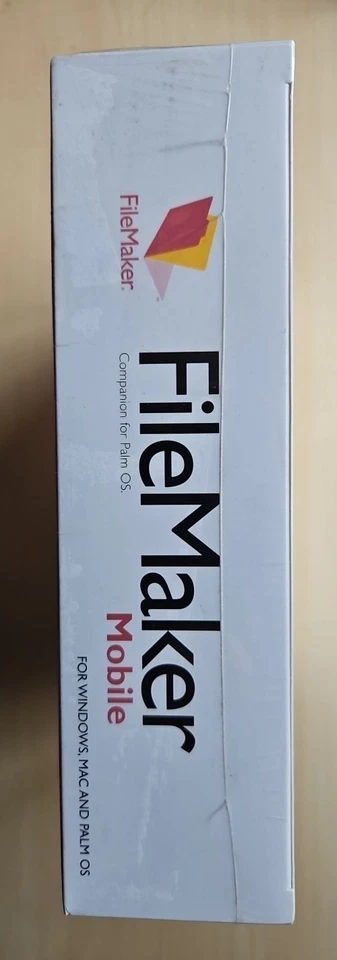 FileMaker.
FileMaker
Companion for Palm OS.
Mobile
FOR WINDOWS, MAC AND PALM OS